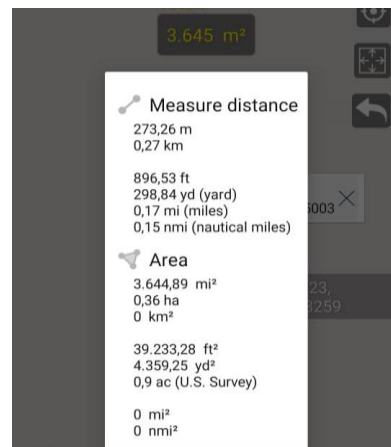 3.645 m²
Measure distance
273,26 m
0,27 km
896,53 ft
298,84 yd (yard)
0,17 mi (miles)
0,15 nmi (nautical miles)
5003
Area
3.644,89 mi²
0,36 ha
0 km²
23,
3259
39.233,28 ft²
4.359,25 yd²
0,9 ac (U.S. Survey)
0 mi²
0 nmi²